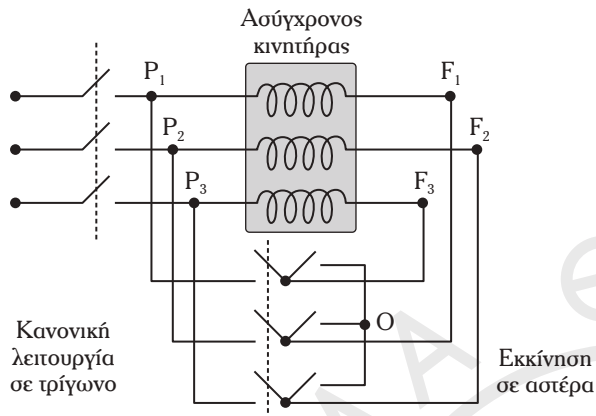 Ασύγχρονος
κινητήρας
P₁
F₁
P₂
F₂
P₃
F₃
O
Κανονική
λειτουργία
σε τρίγωνο
Εκκίνηση
σε αστέρα